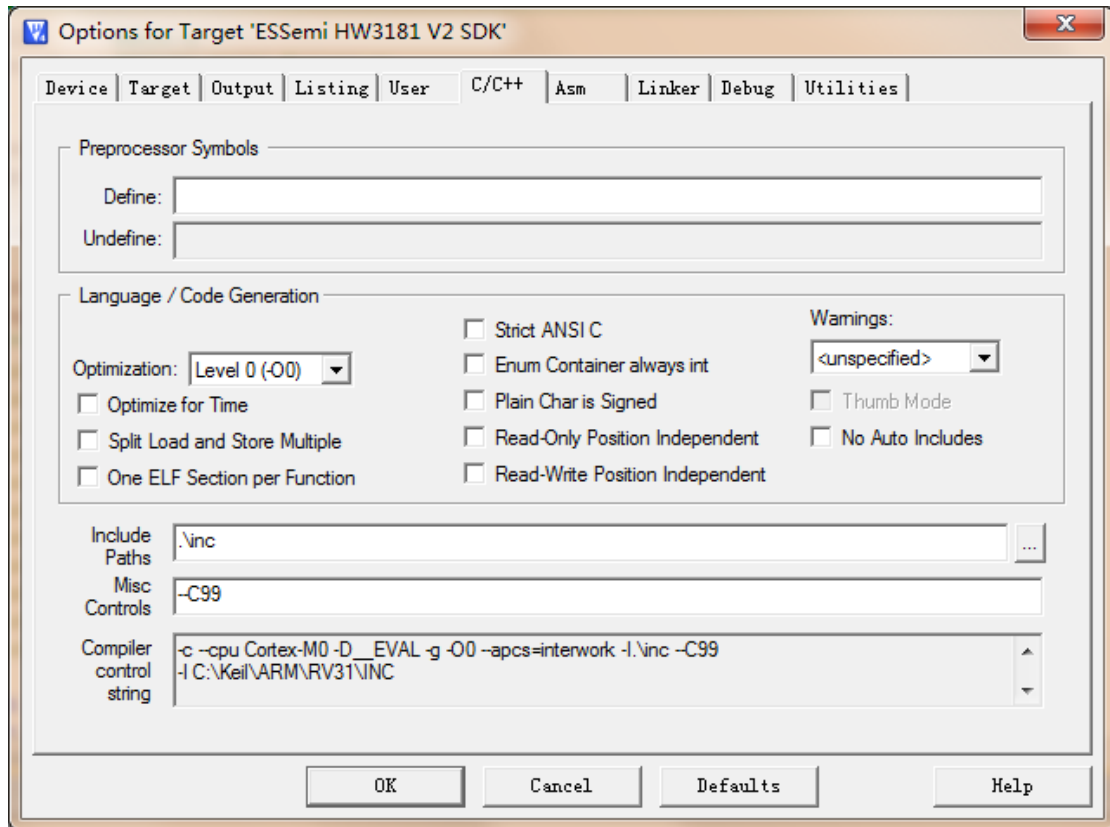 Options for Target 'ESSemi HW3181 V2 SDK'
Device Target Output Listing User C/C++ Asm Linker Debug Utilities
Preprocessor Symbols
Define:
Undefine:
Language / Code Generation
Optimization: Level 0 (-O0)
Optimize for Time
Split Load and Store Multiple
One ELF Section per Function
Strict ANSI C
Enum Container always int
Plain Char is Signed
Read-Only Position Independent
Read-Write Position Independent
Warnings:
<unspecified>
Thumb Mode
No Auto Includes
Include
Paths
.\inc
...
Misc
Controls
--C99
Compiler
control
string
-c --cpu Cortex-M0 -D__EVAL -g -O0 --apcs=interwork -I.\inc --C99
-I C:\Keil\ARM\RV31\INC
OK Cancel Defaults Help